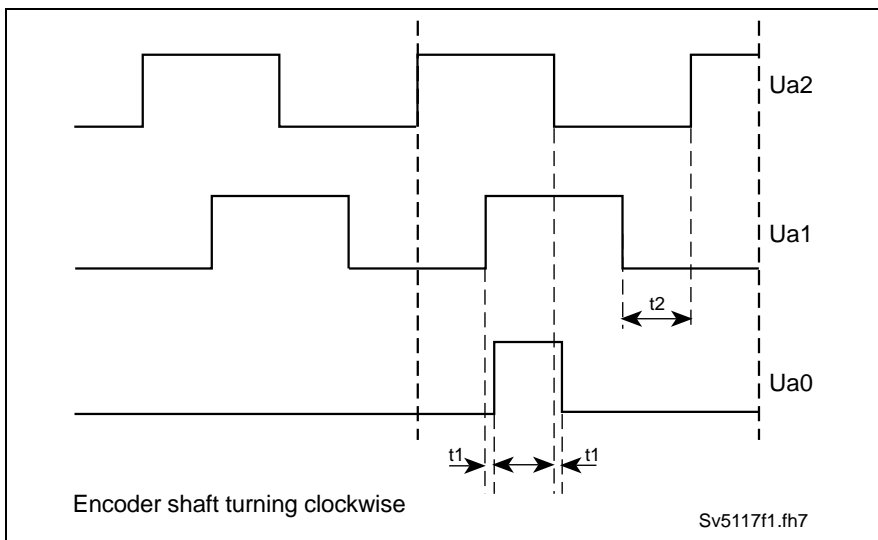 Ua2
Ua1
t2
Ua0
t1
t1
Encoder shaft turning clockwise
Sv5117f1.fh7